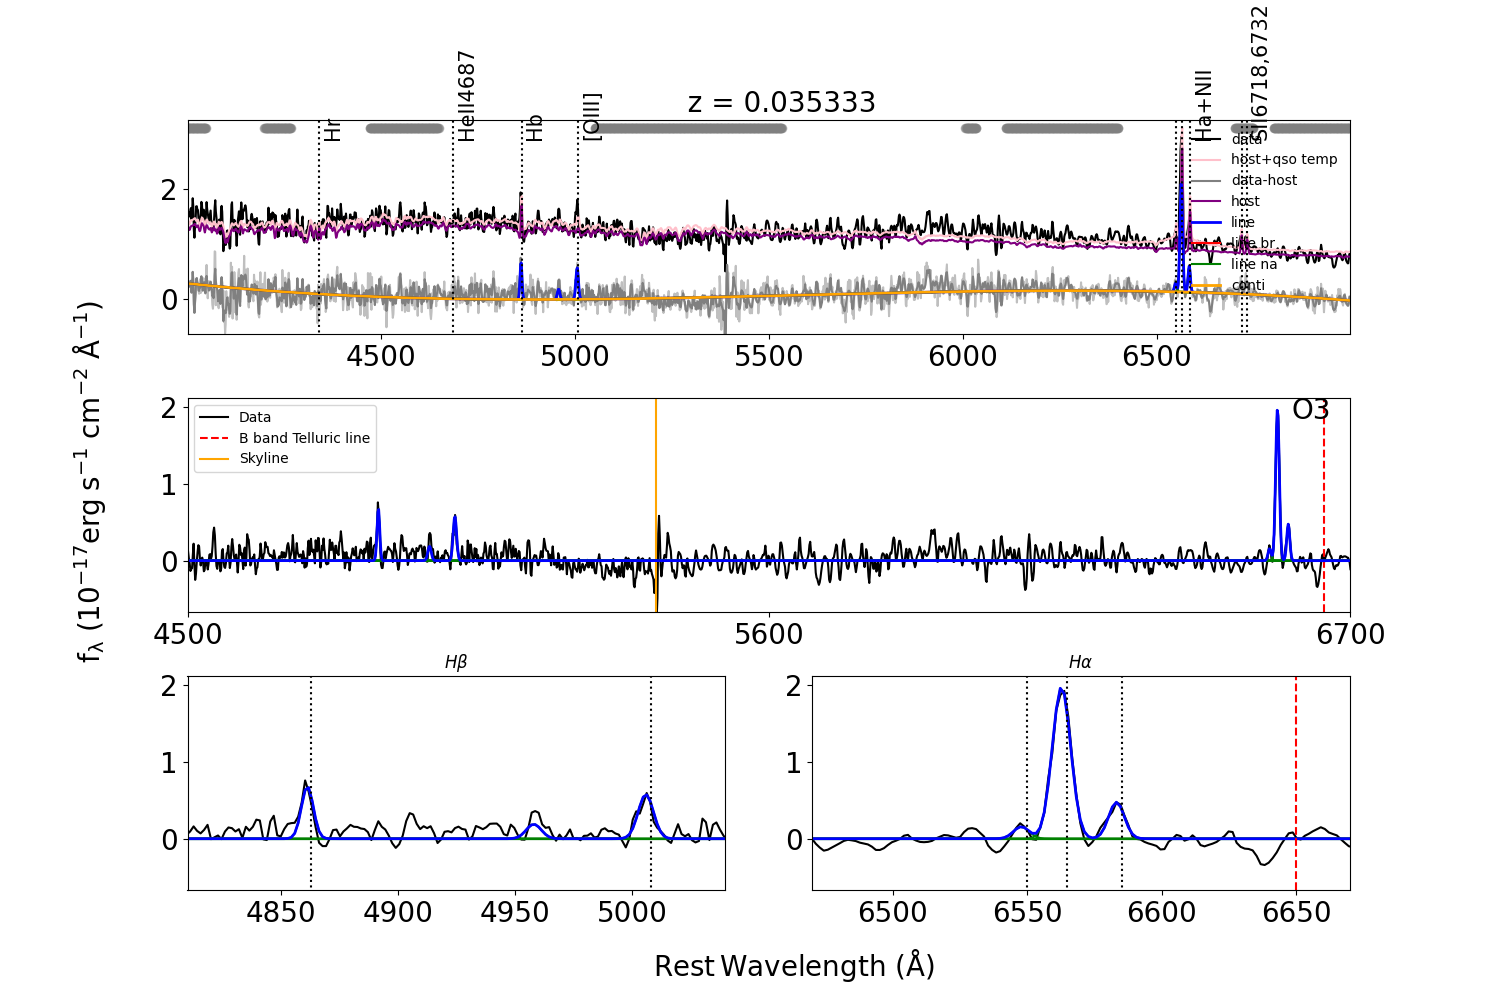 z = 0.035333
Hr
HeII4687
Hb
[OIII]
Ha+NII
SII6718,6732
data
host+qso temp
data-host
host
line
line br
line na
conti
2
0
4500 5000 5500 6000 6500
fλ (10−17erg s−1 cm−2 Å−1)
O3
Data
B band Telluric line
Skyline
2
1
0
4500 5600 6700
Hβ
2
1
0
4850 4900 4950 5000
Hα
2
1
0
6500 6550 6600 6650
Rest Wavelength (Å)